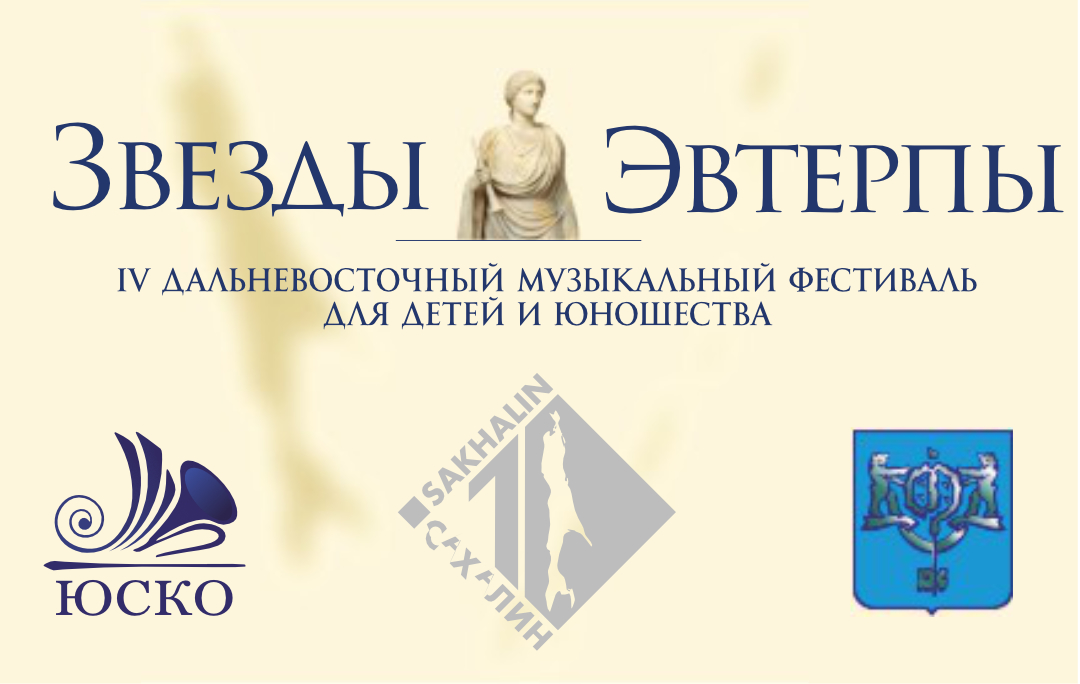 Звезды Эвтерпы
IV ДАЛЬНЕВОСТОЧНЫЙ МУЗЫКАЛЬНЫЙ ФЕСТИВАЛЬ
ДЛЯ ДЕТЕЙ И ЮНОШЕСТВА
SAKHALIN
САХАЛИН
ЮСКО